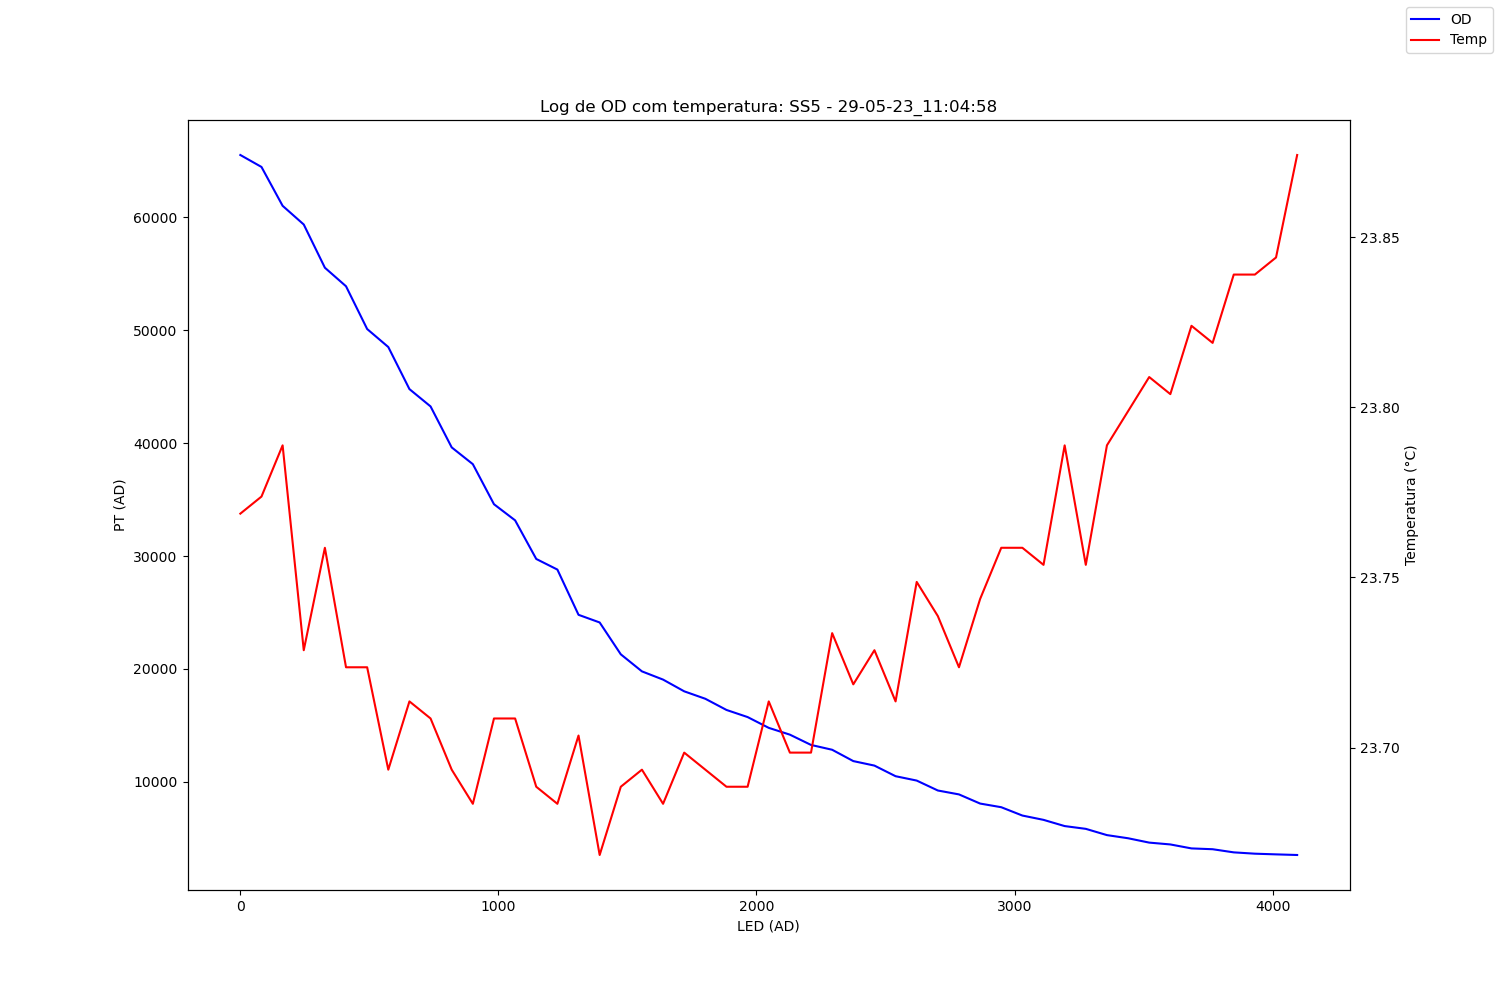 OD
Temp
Log de OD com temperatura: SS5 - 29-05-23_11:04:58
PT (AD)
60000
50000
40000
30000
20000
10000
0
1000
2000
3000
4000
LED (AD)
23.85
23.80
23.75
23.70
Temperatura (°C)